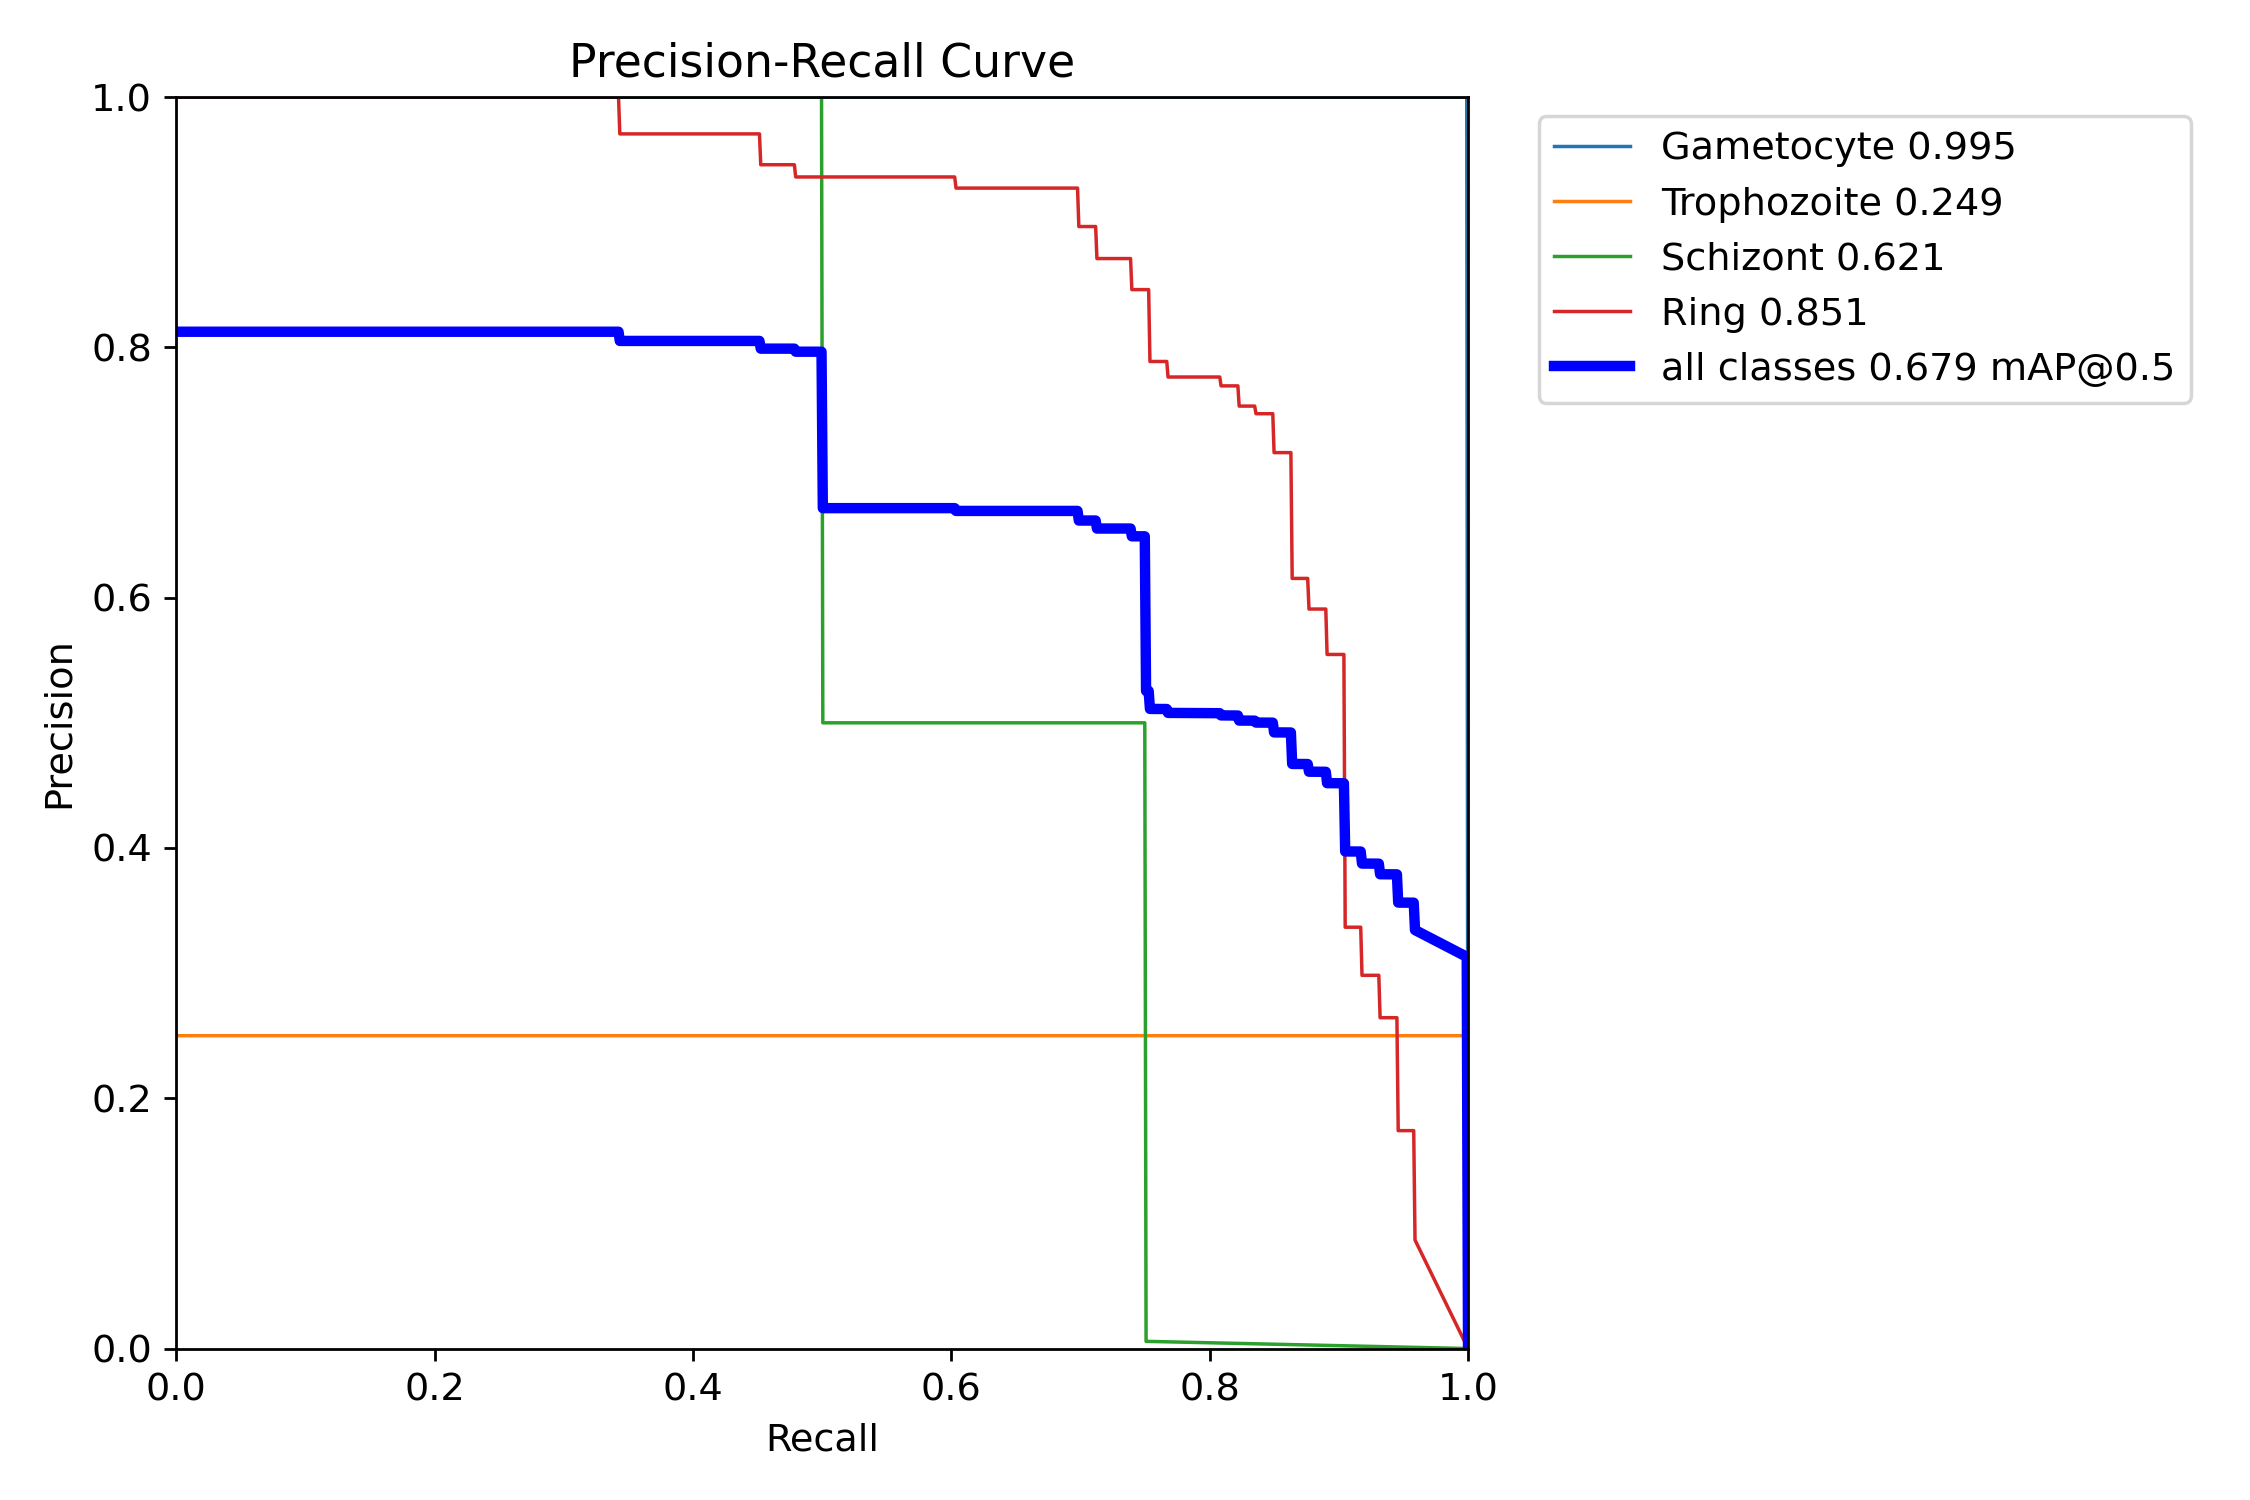 Precision-Recall Curve
1.0
0.8
0.6
0.4
0.2
0.0
Precision
0.0 0.2 0.4 0.6 0.8 1.0
Recall
Gametocyte 0.995
Trophozoite 0.249
Schizont 0.621
Ring 0.851
all classes 0.679 mAP@0.5